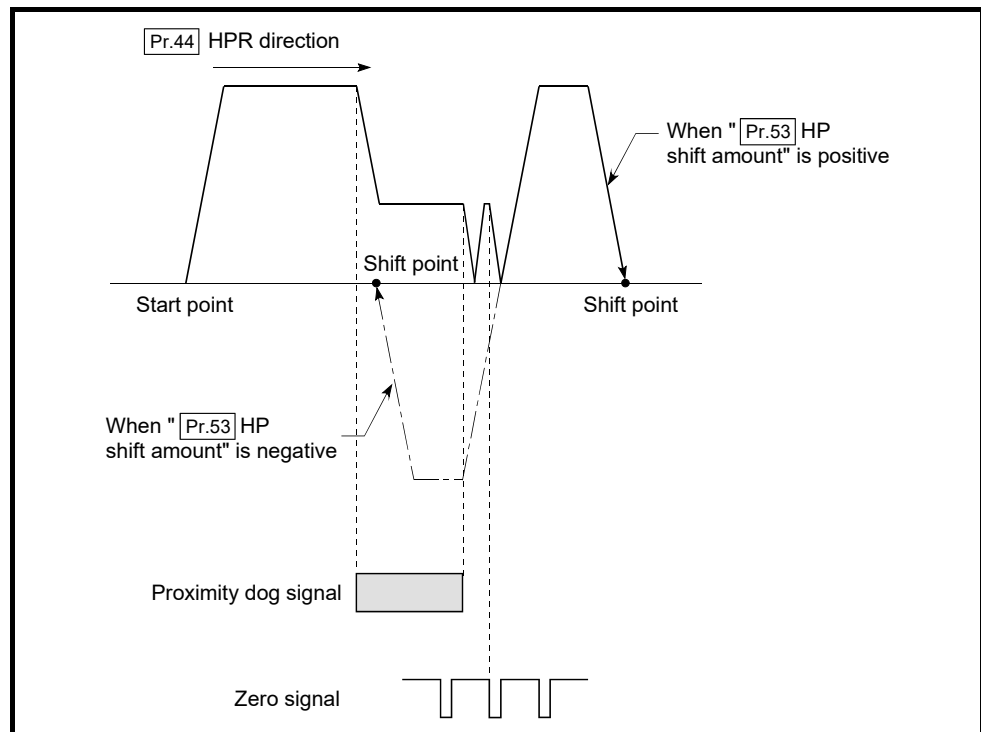 Pr.44 HPR direction
When " Pr.53 HP
shift amount" is positive
Shift point
Start point
Shift point
When " Pr.53 HP
shift amount" is negative
Proximity dog signal
Zero signal